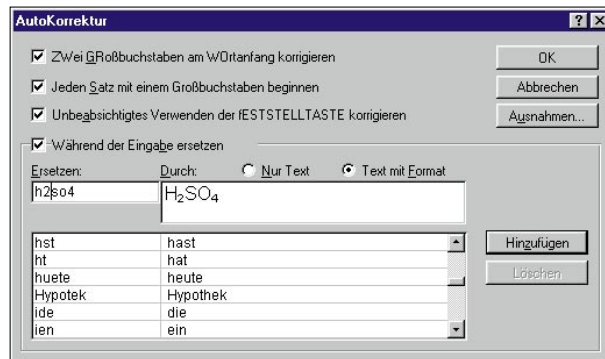 AutoKorrektur
ZWei GRoßbuchstaben am WOrtanfang korrigieren
OK
Jeden Satz mit einem Großbuchstaben beginnen
Abbrechen
Unbeabsichtigtes Verwenden der fESTSTELLTASTE korrigieren
Ausnahmen...
Während der Eingabe ersetzen
Ersetzen: Durch: Nur Text Text mit Format
h2so4 H₂SO₄
hst hast
Hinzufügen
ht hat
huete heute
Löschen
Hypotek Hypothek
ide die
ien ein